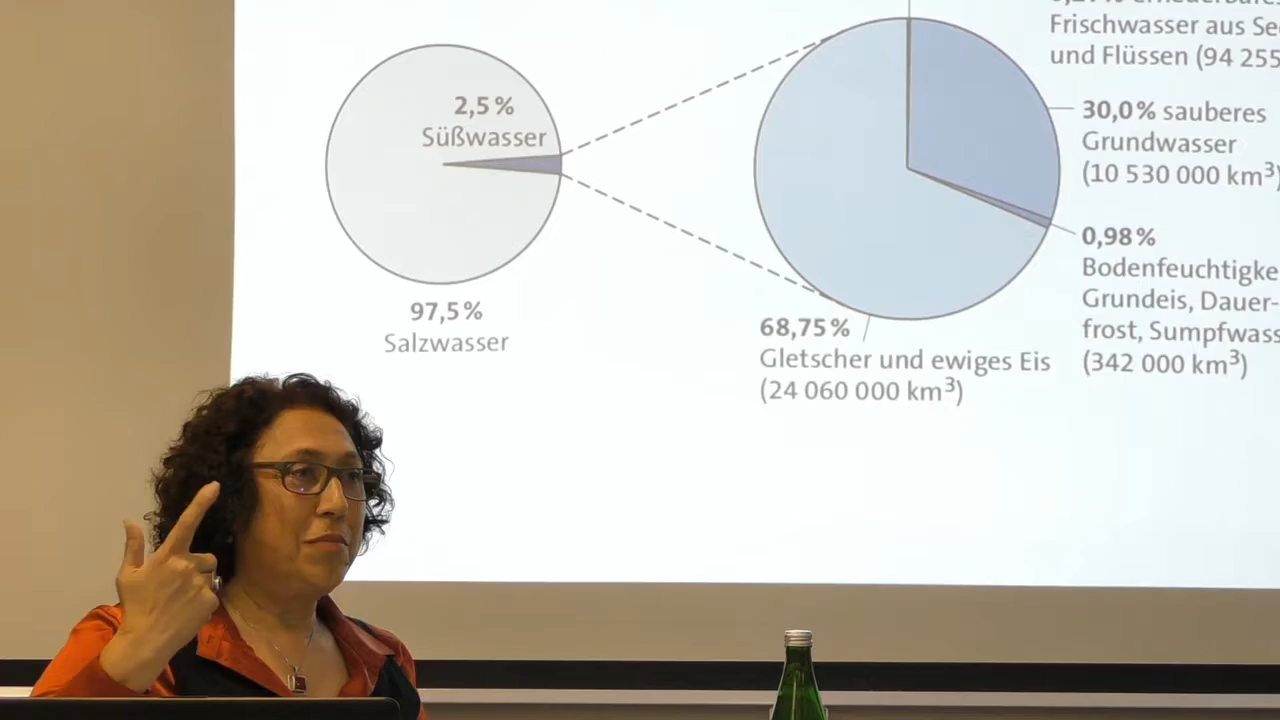 2,5 %
Süßwasser
97,5 %
Salzwasser
Frischwasser aus
und Flüssen (94 255
30,0 % sauberes
Grundwasser
(10 530 000 km³)
0,98%
Bodenfeuchtigke
Grundeis, Dauer-
frost, Sumpfwass
(342 000 km³)
68,75%
Gletscher und ewiges Eis
(24 060 000 km³)